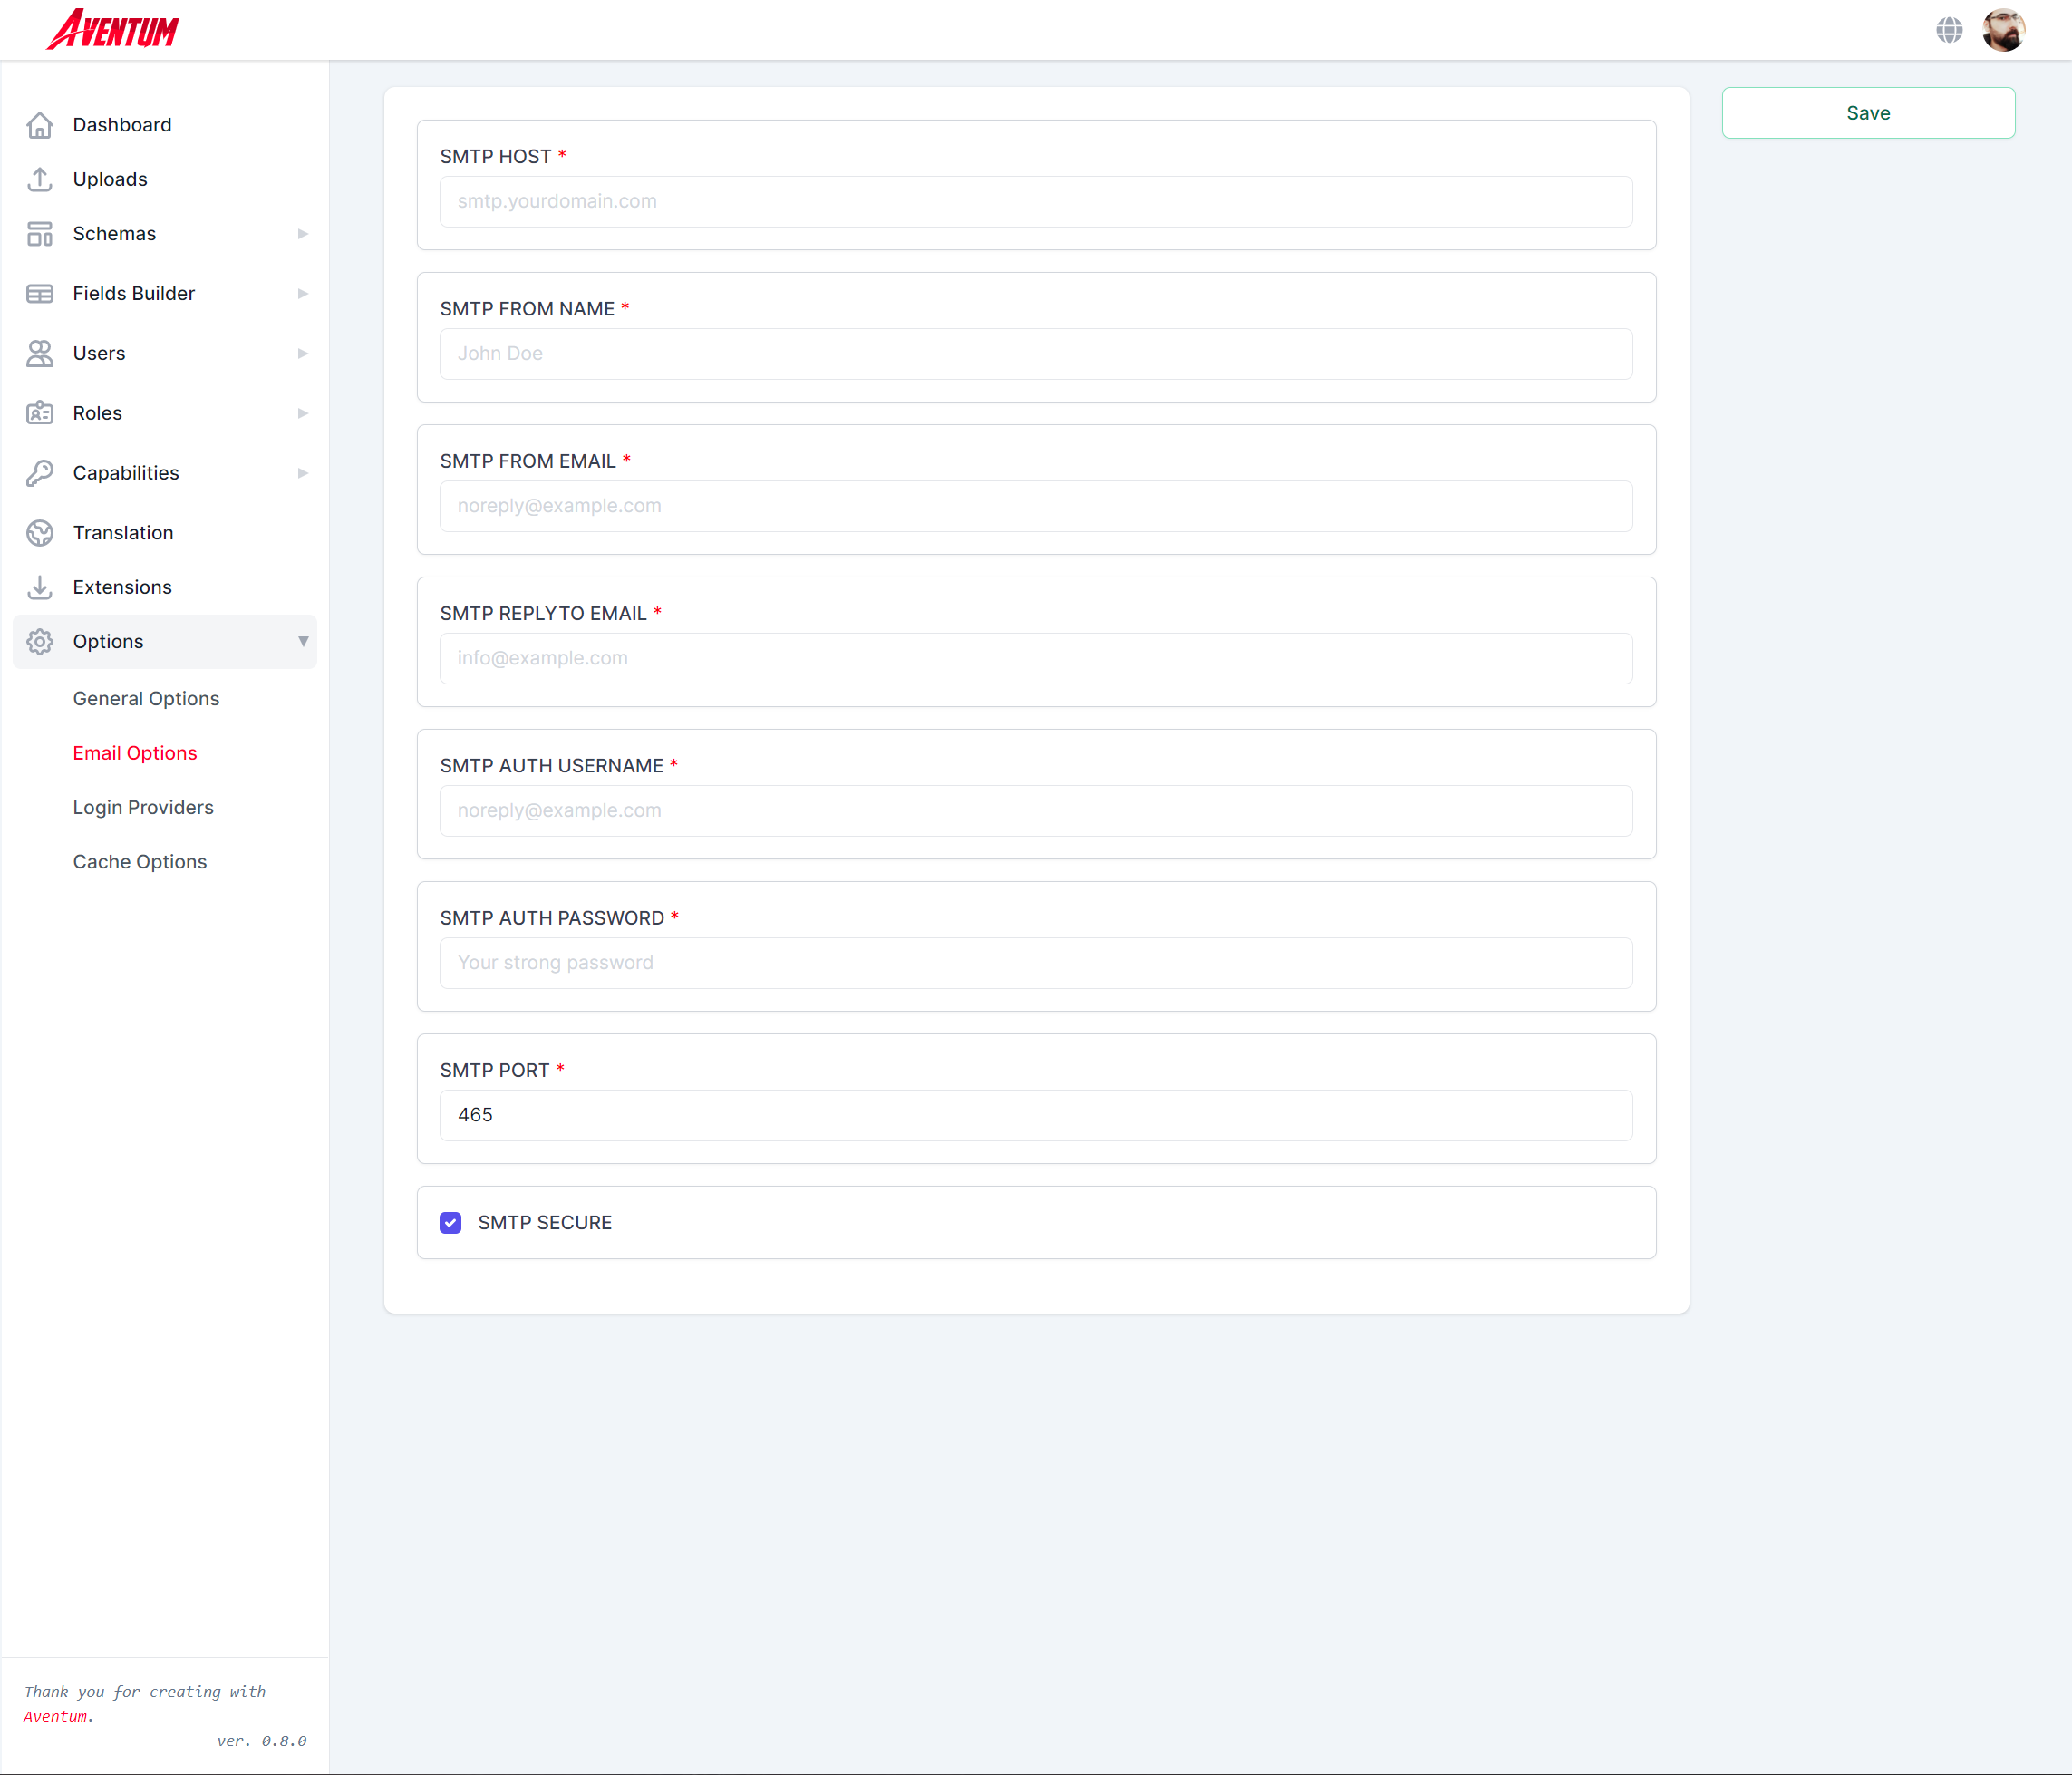 AVENTUM
Dashboard
Uploads
Schemas
Fields Builder
Users
Roles
Capabilities
Translation
Extensions
Options
General Options
Email Options
Login Providers
Cache Options
Thank you for creating with
Aventum.
ver. 0.8.0
SMTP HOST *
smtp.yourdomain.com
SMTP FROM NAME *
John Doe
SMTP FROM EMAIL *
noreply@example.com
SMTP REPLYTO EMAIL *
info@example.com
SMTP AUTH USERNAME *
noreply@example.com
SMTP AUTH PASSWORD *
Your strong password
SMTP PORT *
465
SMTP SECURE
Save